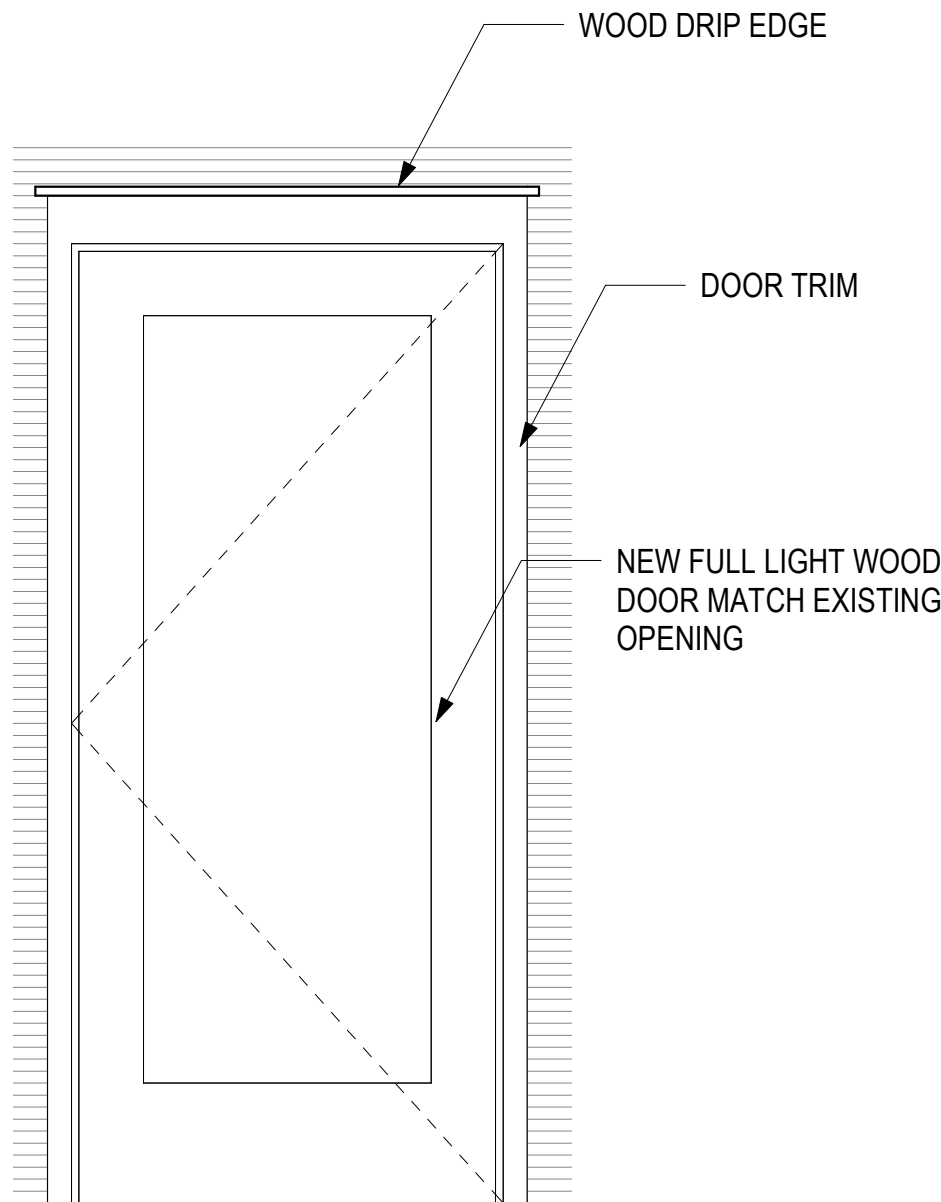 WOOD DRIP EDGE
DOOR TRIM
NEW FULL LIGHT WOOD
DOOR MATCH EXISTING
OPENING